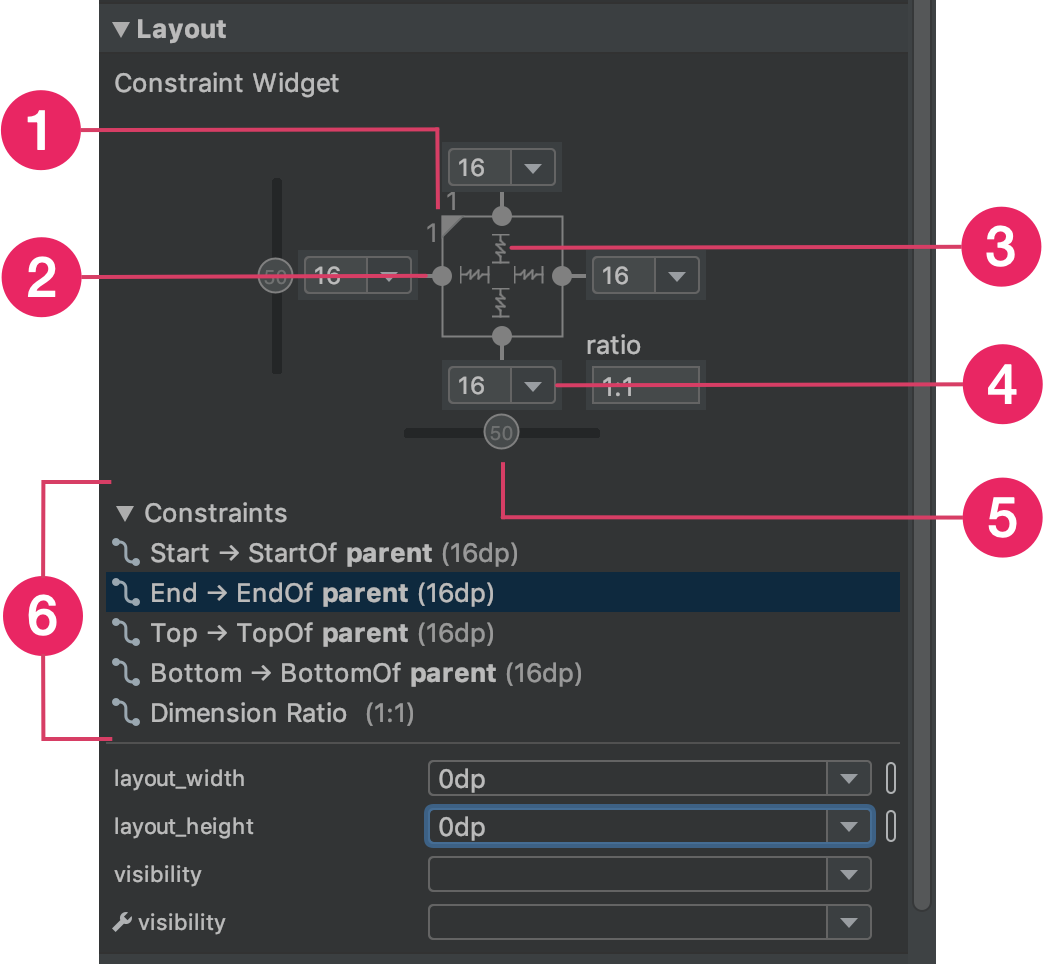 Layout
Constraint Widget
1
16
1
1
3
2
50
16
16
ratio
16
1:1
4
50
5
Constraints
Start → StartOf parent (16dp)
End → EndOf parent (16dp)
6
Top → TopOf parent (16dp)
Bottom → BottomOf parent (16dp)
Dimension Ratio (1:1)
layout_width 0dp
layout_height 0dp
visibility
visibility